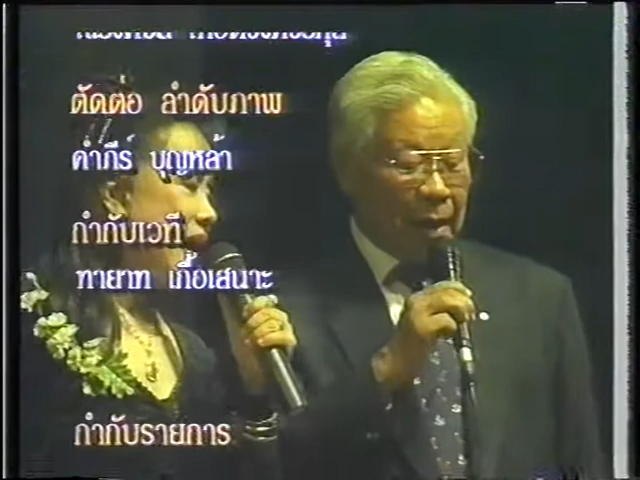 ตัดต่อ ลำดับภาพ
คำภีร์ บุญหล้า
กำกับเวที
ทายาท เกื้อเสนาะ
กำกับรายการ